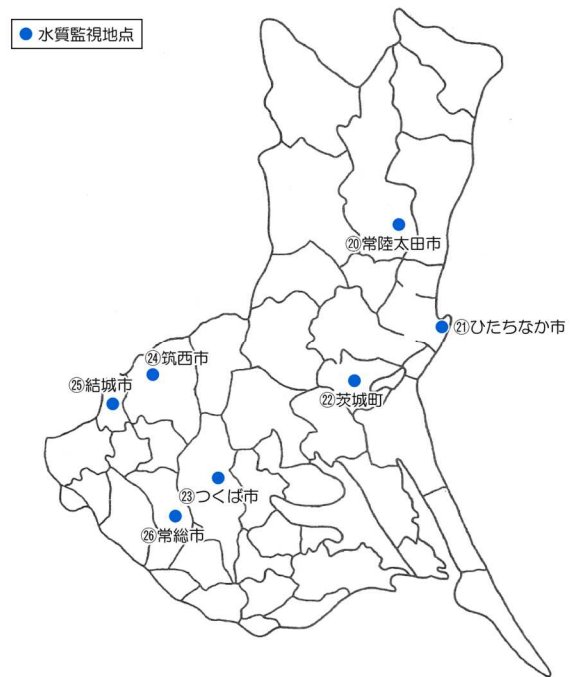 ● 水質監視地点
⑳常陸太田市
㉑ひたちなか市
㉔筑西市
㉕結城市
㉒茨城町
㉓つくば市
㉖常総市